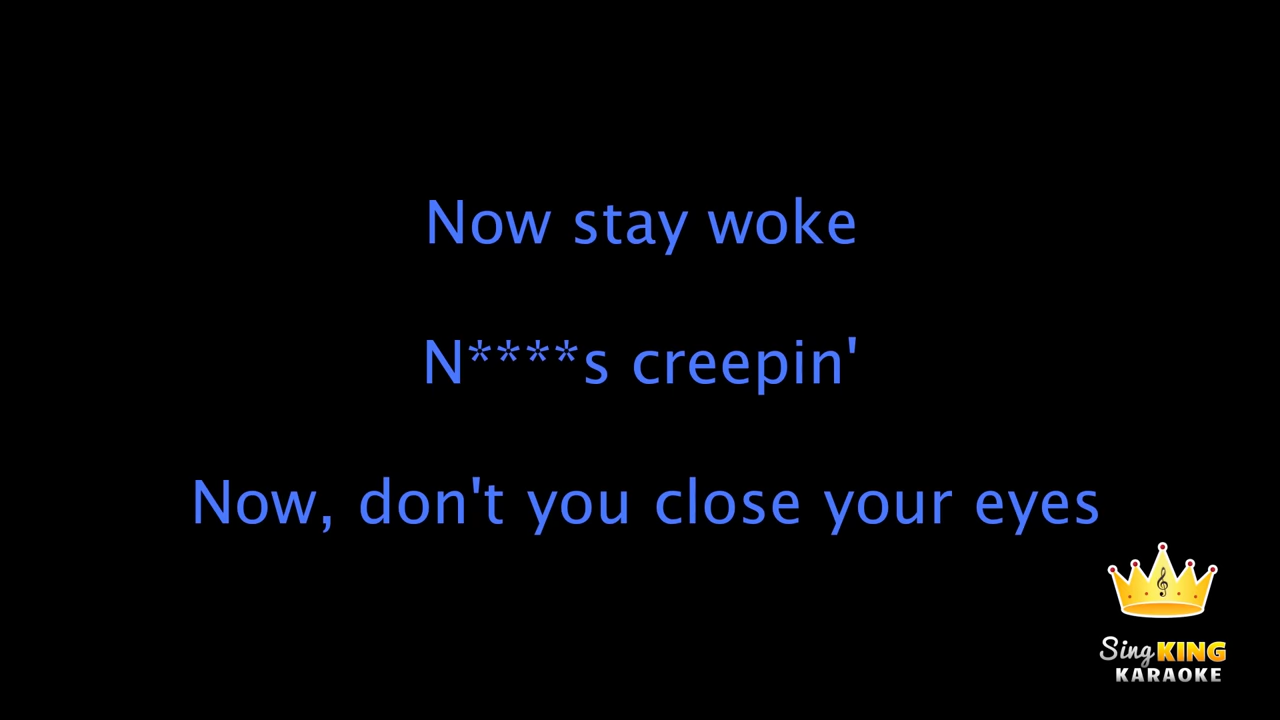 Now stay woke
N****s creepin'
Now, don't you close your eyes
Sing KING
KARAOKE